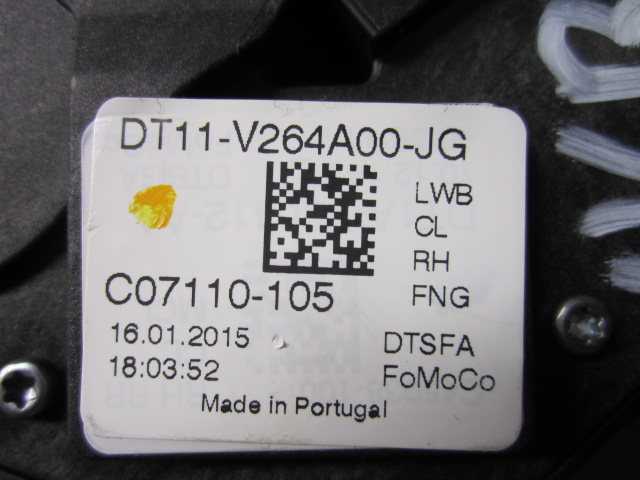 DT11-V264A00-JG
LWB
CL
RH
FNG
C07110-105
16.01.2015
18:03:52
DTSFA
FoMoCo
Made in Portugal